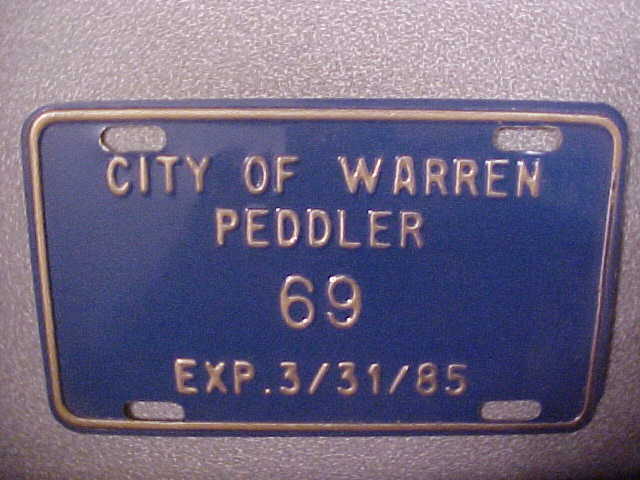 CITY OF WARREN
PEDDLER
69
EXP.3/31/85